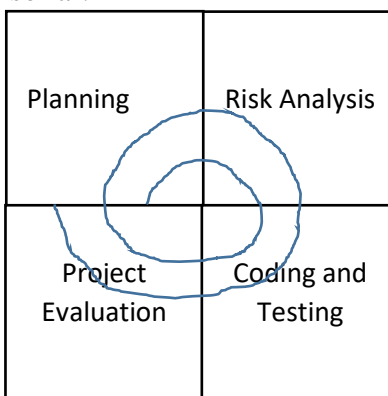 Planning
Risk Analysis
Project
Evaluation
Coding and
Testing